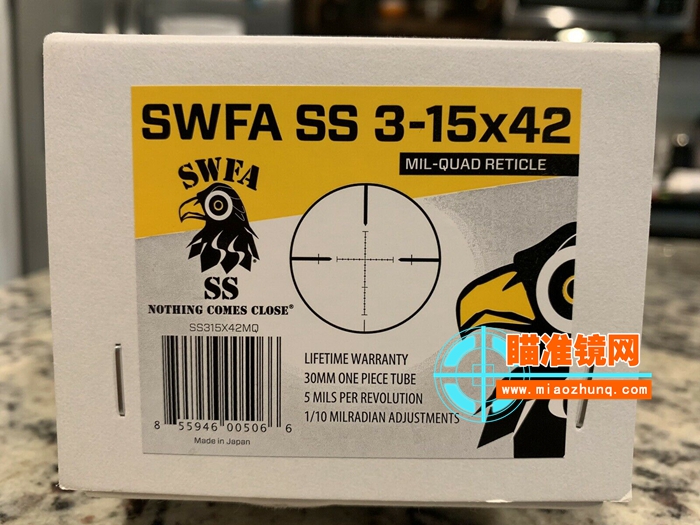 SWFA SS 3-15x42
MIL-QUAD RETICLE
SWFA
SS
NOTHING COMES CLOSE®
SS315X42MQ
LIFETIME WARRANTY
30MM ONE PIECE TUBE
5 MILS PER REVOLUTION
1/10 MILRADIAN ADJUSTMENTS
8 55946 00506 6
Made in Japan
瞄准镜网
www.miaozhunq.com